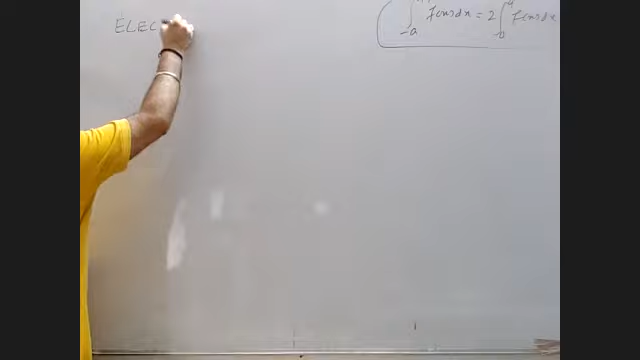 ELEC
∫_{-a}^{a} f(x)dx = 2∫_{0}^{a} f(x)dx